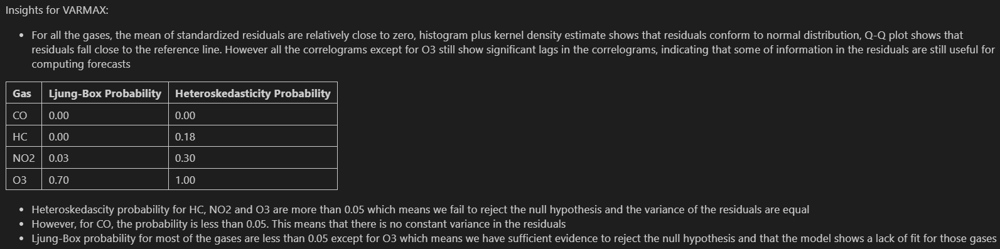 Insights for VARMAX:
• For all the gases, the mean of standardized residuals are relatively close to zero, histogram plus kernel density estimate shows that residuals conform to normal distribution, Q-Q plot shows that
residuals fall close to the reference line. However all the correlograms except for O3 still show significant lags in the correlograms, indicating that some of information in the residuals are still useful for
computing forecasts
Gas Ljung-Box Probability Heteroskedasticity Probability
CO 0.00 0.00
HC 0.00 0.18
NO2 0.03 0.30
O3 0.70 1.00
• Heteroskedascity probability for HC, NO2 and O3 are more than 0.05 which means we fail to reject the null hypothesis and the variance of the residuals are equal
• However, for CO, the probability is less than 0.05. This means that there is no constant variance in the residuals
• Ljung-Box probability for most of the gases are less than 0.05 except for O3 which means we have sufficient evidence to reject the null hypothesis and that the model shows a lack of fit for those gases